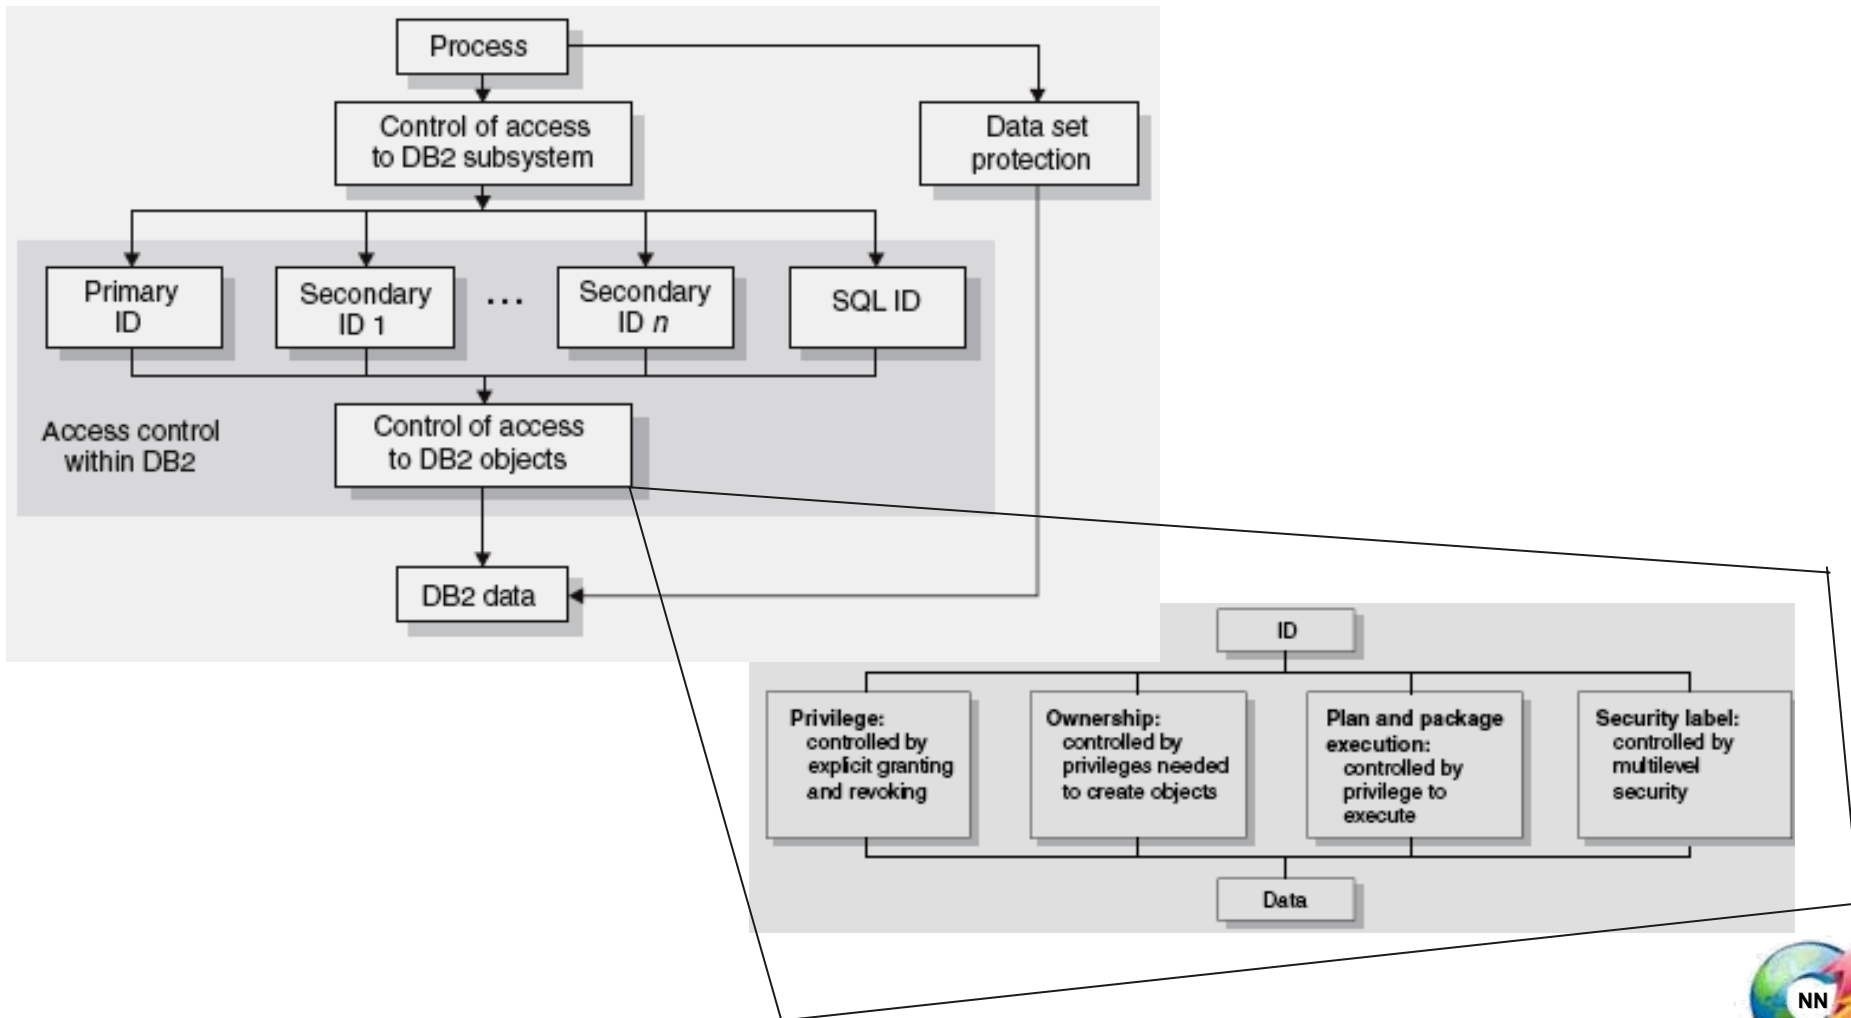 Process
Control of access
to DB2 subsystem
Data set
protection
Primary
ID
Secondary
ID 1
...
Secondary
ID n
SQL ID
Access control
within DB2
Control of access
to DB2 objects
DB2 data
ID
Privilege:
controlled by
explicit granting
and revoking
Ownership:
controlled by
privileges needed
to create objects
Plan and package
execution:
controlled by
privilege to
execute
Security label:
controlled by
multilevel
security
Data
NN